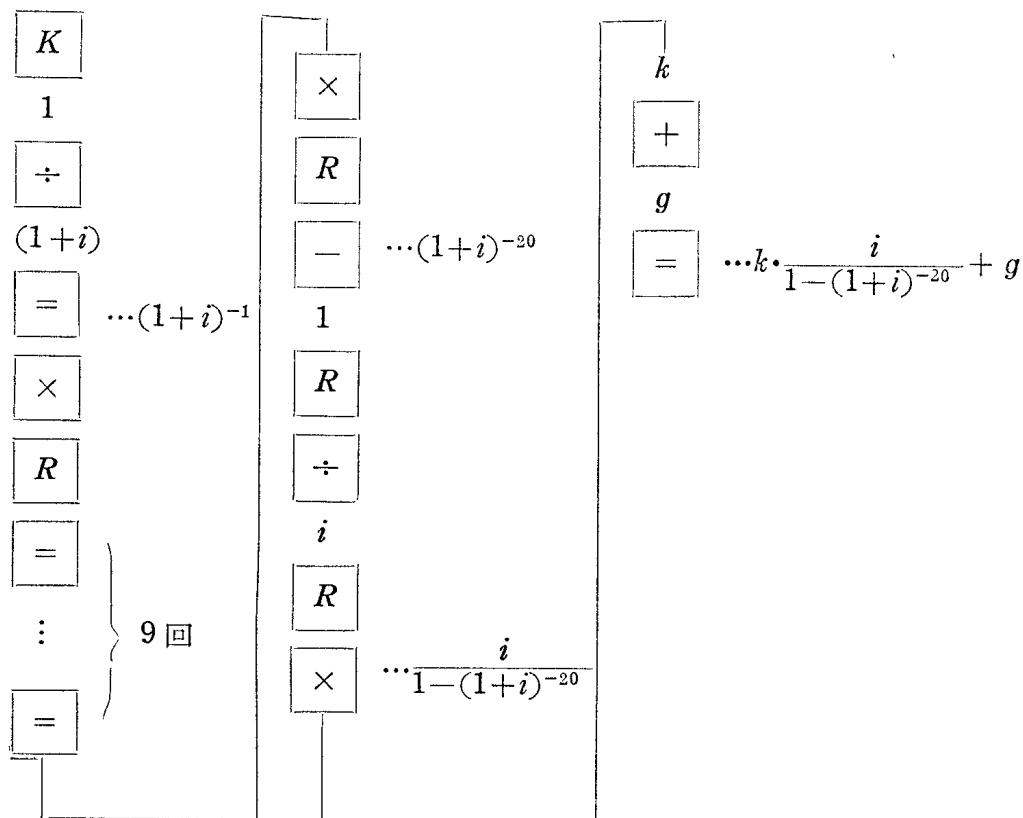 K
1
÷
(1+i)
= …(1+i)⁻¹
×
R
=
⋮ 9回
=
×
R
− …(1+i)⁻²⁰
1
R
÷
i
R
× …i/(1−(1+i)⁻²⁰)
k
+
g
= …k·i/(1−(1+i)⁻²⁰)+g